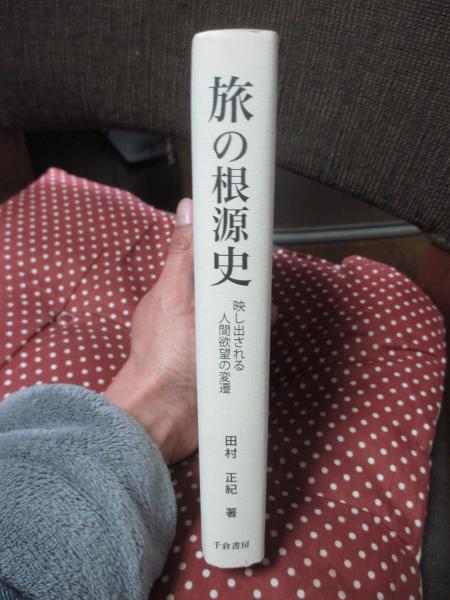 旅の根源史
映し出される
人間欲望の変遷
田村 正紀 著
千倉書房